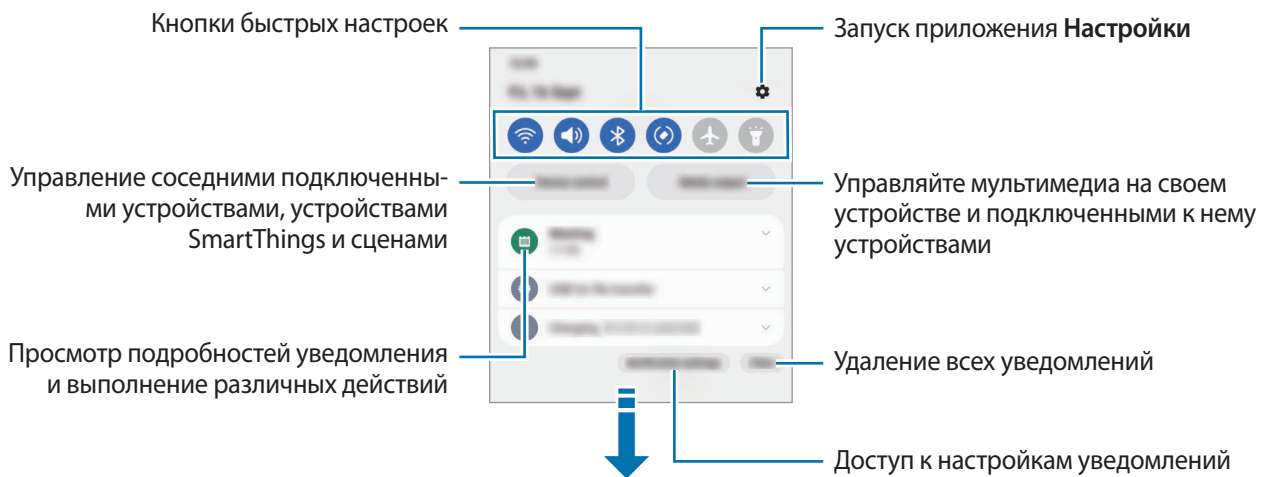 Кнопки быстрых настроек
Запуск приложения Настройки
Управление соседними подключенны-
ми устройствами, устройствами
SmartThings и сценами
Управляйте мультимедиа на своем
устройстве и подключенными к нему
устройствами
Просмотр подробностей уведомления
и выполнение различных действий
Удаление всех уведомлений
Доступ к настройкам уведомлений